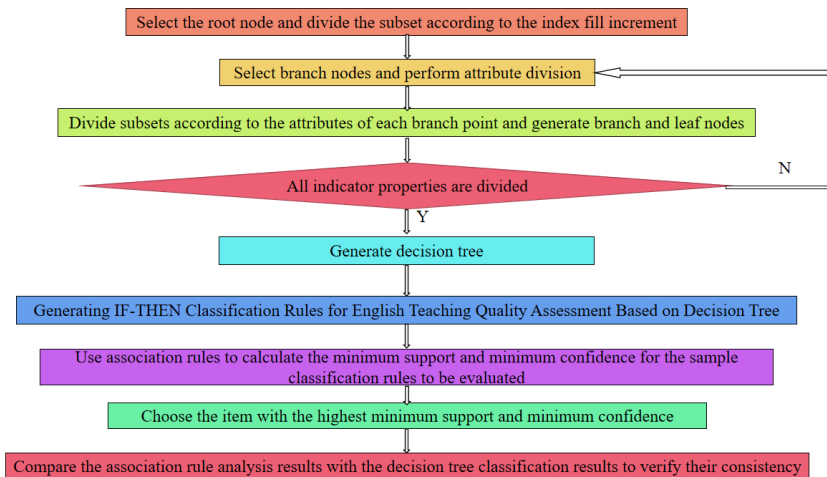 Select the root node and divide the subset according to the index fill increment
Select branch nodes and perform attribute division
Divide subsets according to the attributes of each branch point and generate branch and leaf nodes
All indicator properties are divided
N
Y
Generate decision tree
Generating IF-THEN Classification Rules for English Teaching Quality Assessment Based on Decision Tree
Use association rules to calculate the minimum support and minimum confidence for the sample
classification rules to be evaluated
Choose the item with the highest minimum support and minimum confidence
Compare the association rule analysis results with the decision tree classification results to verify their consistency